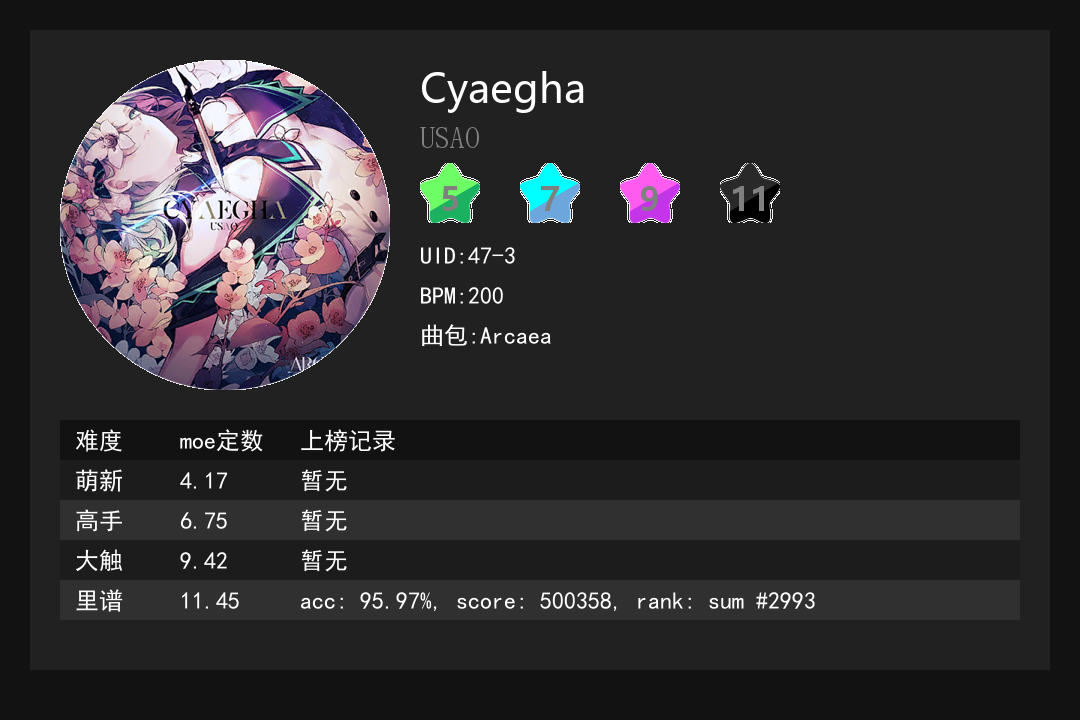 Cyaegha
USAO
5 7 9 11
CYAEGHA
USAO
UID:47-3
BPM:200
曲包:Arcaea
难度 moe定数 上榜记录
萌新 4.17 暂无
高手 6.75 暂无
大触 9.42 暂无
里谱 11.45 acc: 95.97%, score: 500358, rank: sum #2993